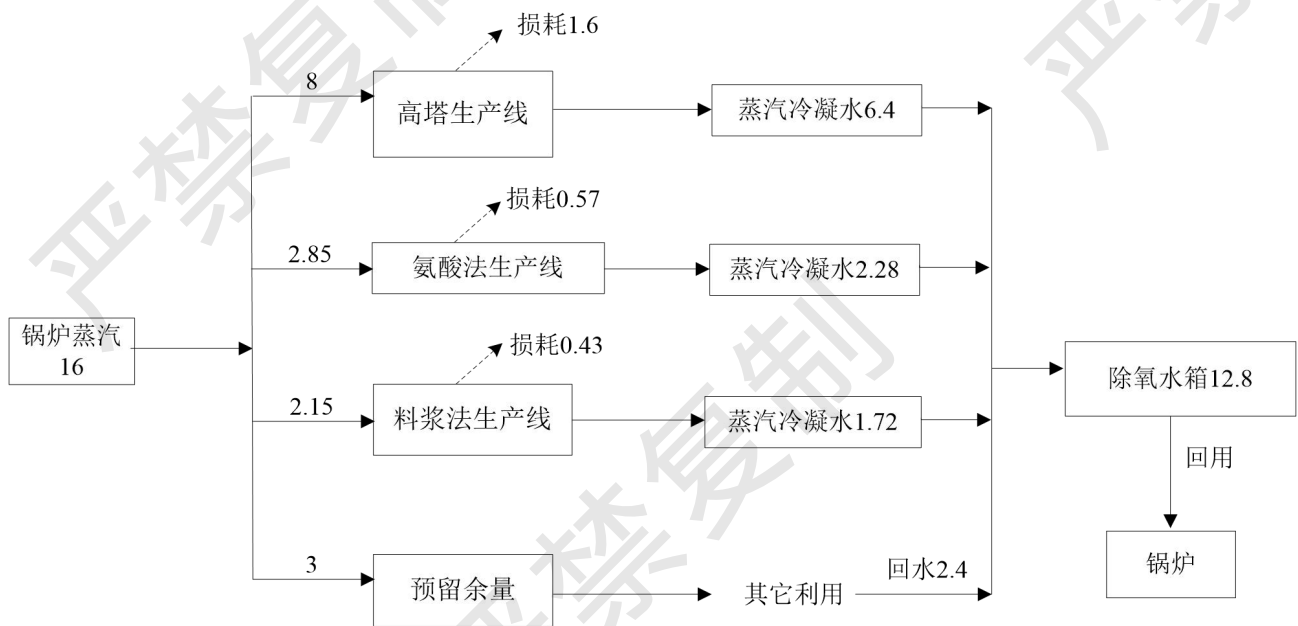 损耗1.6
8
高塔生产线
蒸汽冷凝水6.4
损耗0.57
2.85
氨酸法生产线
蒸汽冷凝水2.28
锅炉蒸汽
16
损耗0.43
2.15
料浆法生产线
蒸汽冷凝水1.72
除氧水箱12.8
回用
锅炉
3
预留余量
其它利用
回水2.4
严禁复制
严禁复制
严禁